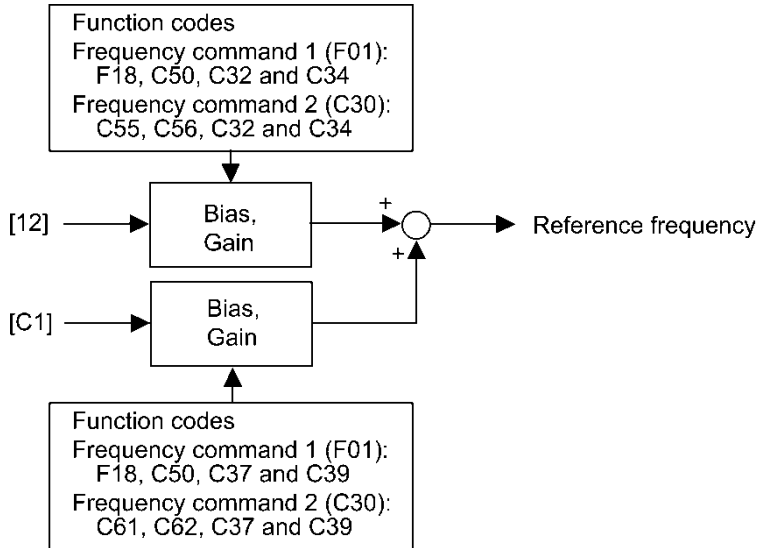 Function codes
Frequency command 1 (F01):
F18, C50, C32 and C34
Frequency command 2 (C30):
C55, C56, C32 and C34
[12]
Bias,
Gain
+
+
Reference frequency
[C1]
Bias,
Gain
Function codes
Frequency command 1 (F01):
F18, C50, C37 and C39
Frequency command 2 (C30):
C61, C62, C37 and C39